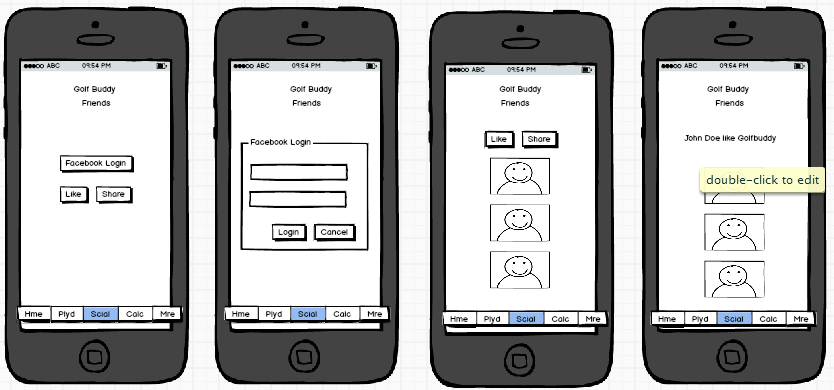 ABC 09:54 PM
Golf Buddy
Friends
Facebook Login
Like Share
Hme Plyd Scial Calc Mre
ABC 09:54 PM
Golf Buddy
Friends
Facebook Login
Login Cancel
Hme Plyd Scial Calc Mre
ABC 09:54 PM
Golf Buddy
Friends
Like Share
Hme Plyd Scial Calc Mre
ABC 09:54 PM
Golf Buddy
Friends
John Doe like Golfbuddy
double-click to edit
Hme Plyd Scial Calc Mre